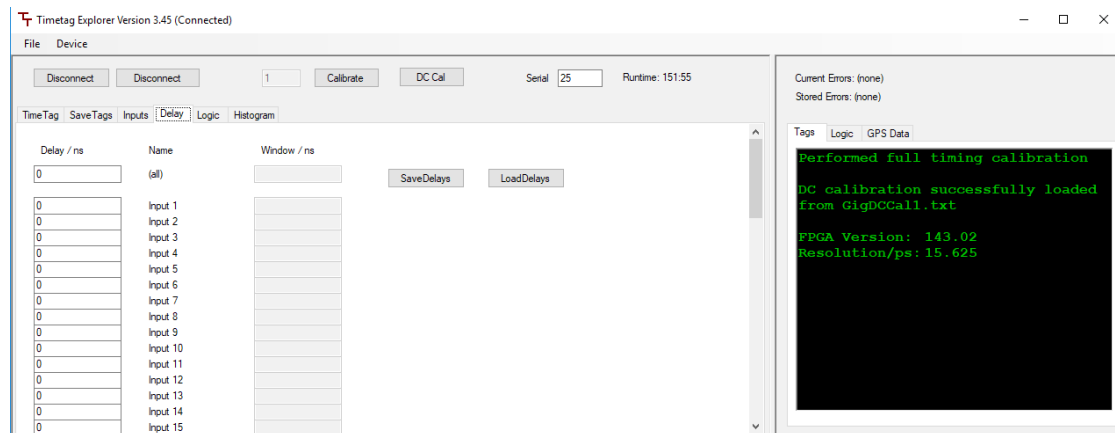 Timetag Explorer Version 3.45 (Connected)
File Device
Disconnect Disconnect 1 Calibrate DC Cal Serial 25 Runtime: 151:55
TimeTag SaveTags Inputs Delay Logic Histogram
Delay / ns Name Window / ns
0 (all) SaveDelays LoadDelays
0 Input 1
0 Input 2
0 Input 3
0 Input 4
0 Input 5
0 Input 6
0 Input 7
0 Input 8
0 Input 9
0 Input 10
0 Input 11
0 Input 12
0 Input 13
0 Input 14
0 Input 15
Current Errors: (none)
Stored Errors: (none)
Tags Logic GPS Data
Performed full timing calibration
DC calibration successfully loaded
from GigDCCal1.txt
FPGA Version: 143.02
Resolution/ps: 15.625